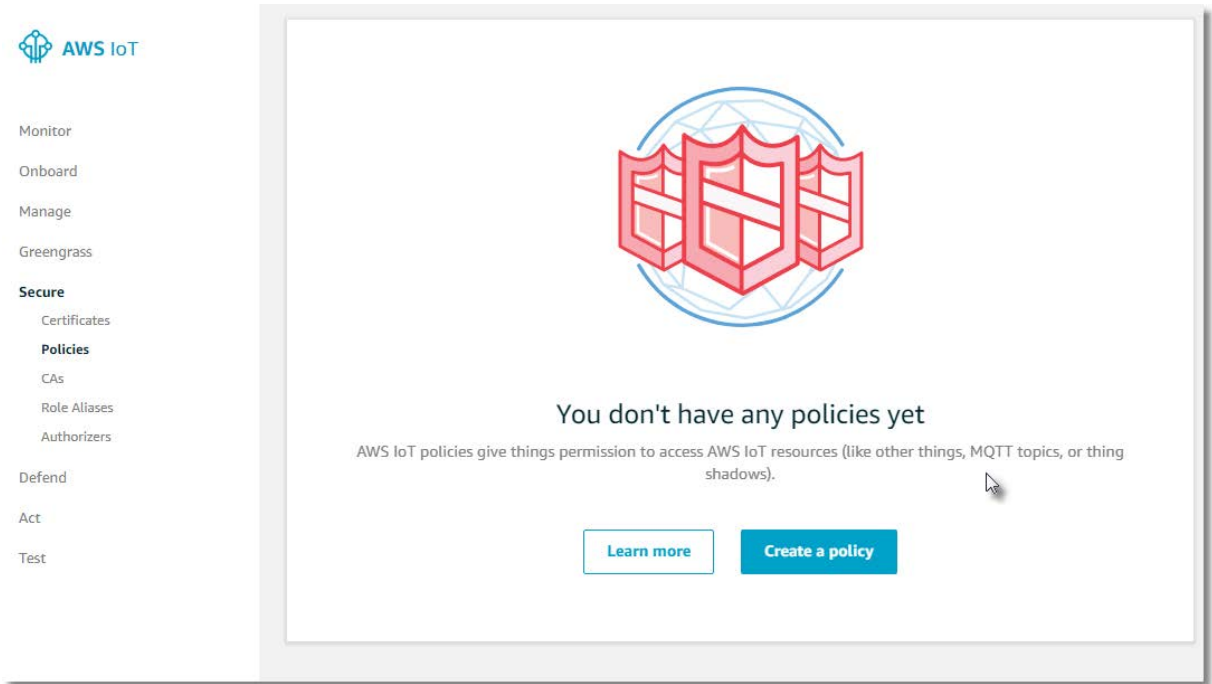 AWS IoT
Monitor
Onboard
Manage
Greengrass
Secure
Certificates
Policies
CAs
Role Aliases
Authorizers
Defend
Act
Test
You don't have any policies yet
AWS IoT policies give things permission to access AWS IoT resources (like other things, MQTT topics, or thing
shadows).
Learn more
Create a policy